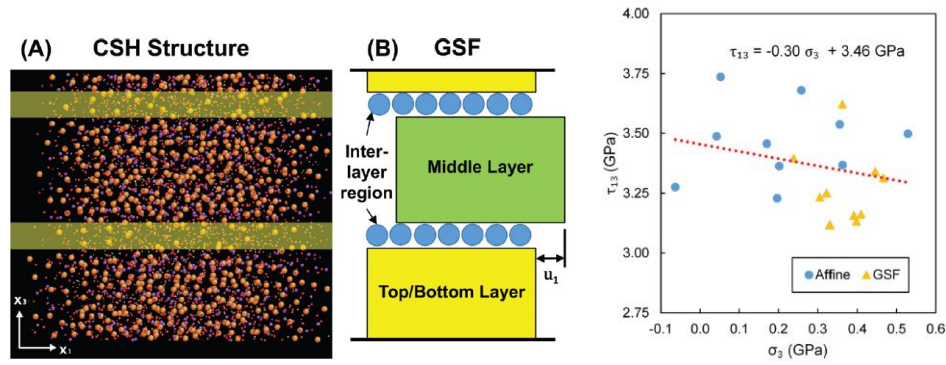 (A) CSH Structure
x₃
x₁
(B) GSF
Inter-
layer
region
Middle Layer
Top/Bottom Layer
u₁
4.00
3.75
3.50
3.25
3.00
2.75
τ₁₃ (GPa)
τ₁₃ = -0.30 σ₃ + 3.46 GPa
Affine GSF
-0.1 0.0 0.1 0.2 0.3 0.4 0.5 0.6
σ₃ (GPa)